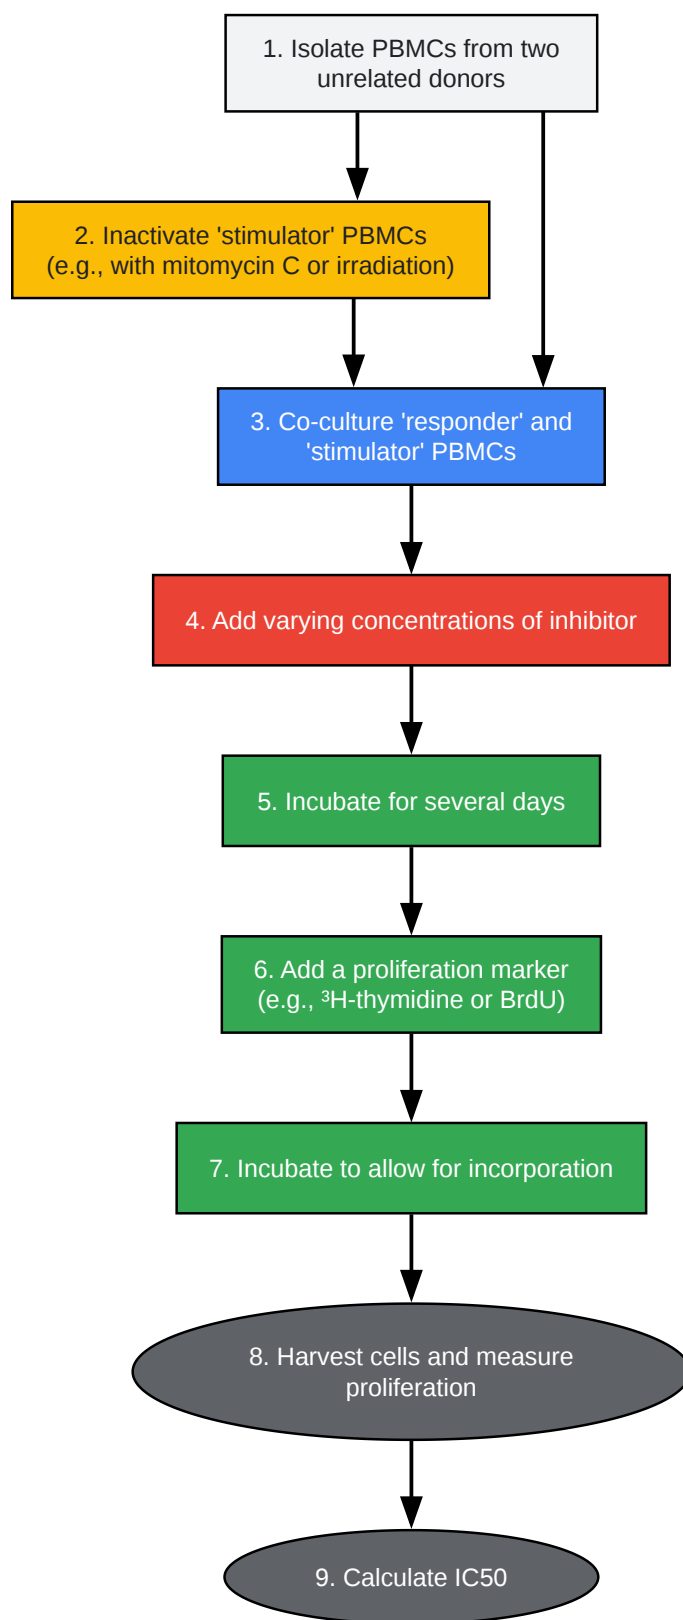 1. Isolate PBMCs from two
unrelated donors
2. Inactivate 'stimulator' PBMCs
(e.g., with mitomycin C or irradiation)
3. Co-culture 'responder' and
'stimulator' PBMCs
4. Add varying concentrations of inhibitor
5. Incubate for several days
6. Add a proliferation marker
(e.g., ³H-thymidine or BrdU)
7. Incubate to allow for incorporation
8. Harvest cells and measure
proliferation
9. Calculate IC50